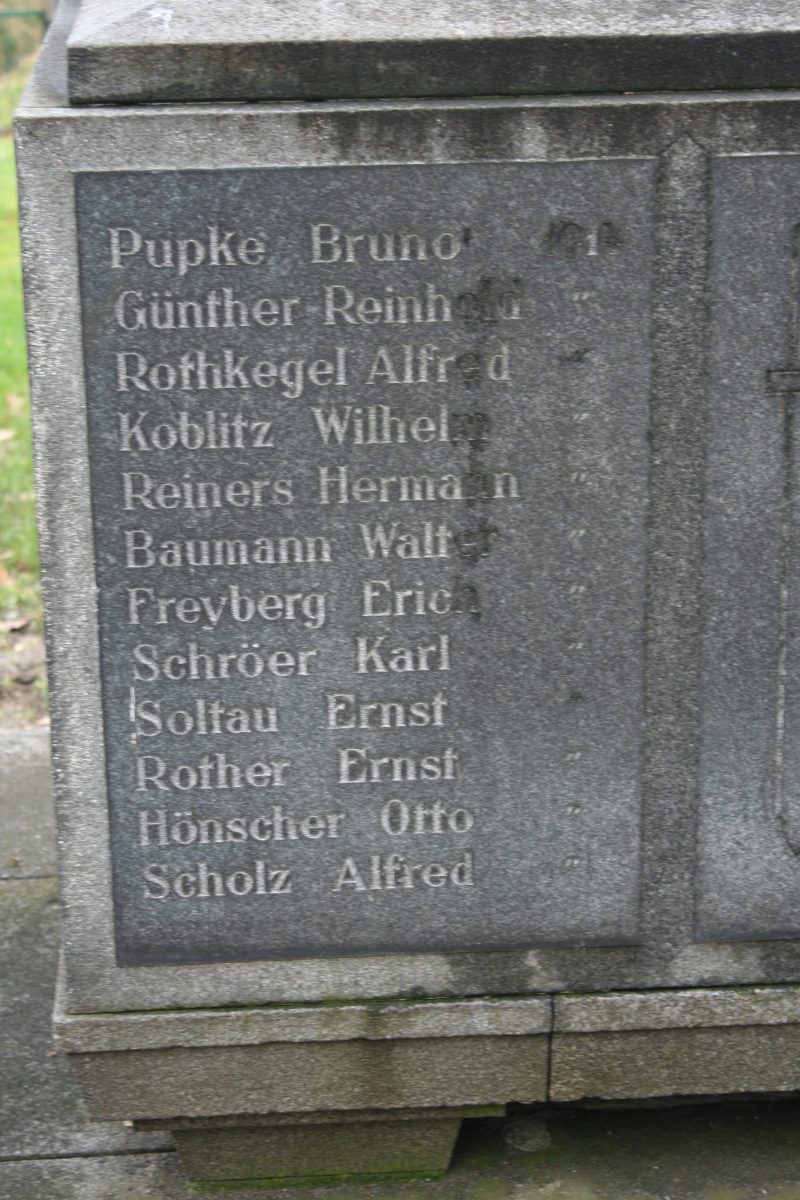 Pupke Bruno 1914
Günther Reinhold "
Rothkegel Alfred "
Koblitz Wilhelm "
Reiners Hermann "
Baumann Walter "
Freyberg Erich "
Schröer Karl "
Soltau Ernst "
Rother Ernst "
Hönscher Otto "
Scholz Alfred "